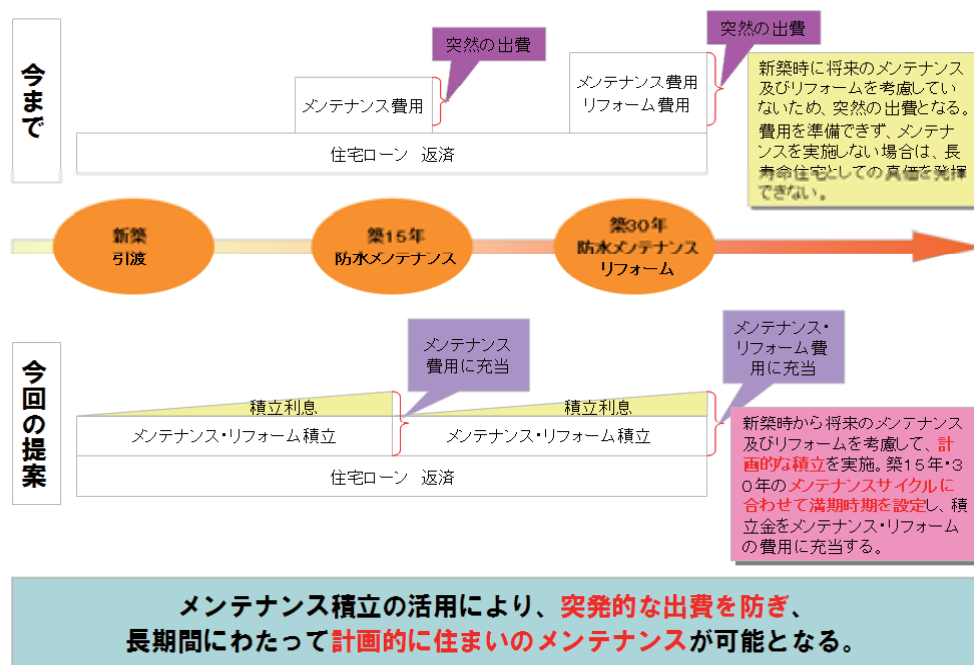 今まで
突然の出費
突然の出費
メンテナンス費用
メンテナンス費用
リフォーム費用
住宅ローン 返済
新築時に将来のメンテナンス
及びリフォームを考慮してい
ないため、突然の出費となる。
費用を準備できず、メンテナ
ンスを実施しない場合は、長
寿命住宅としての真価を発揮
できない。
新築
引渡
築15年
防水メンテナンス
築30年
防水メンテナンス
リフォーム
今回の提案
メンテナンス
費用に充当
メンテナンス・
リフォーム費
用に充当
積立利息
積立利息
メンテナンス・リフォーム積立
メンテナンス・リフォーム積立
住宅ローン 返済
新築時から将来のメンテナンス
及びリフォームを考慮して、計
画的な積立を実施。築15年・3
0年のメンテナンスサイクルに
合わせて満期時期を設定し、積
立金をメンテナンス・リフォーム
の費用に充当する。
メンテナンス積立の活用により、突発的な出費を防ぎ、
長期間にわたって計画的に住まいのメンテナンスが可能となる。